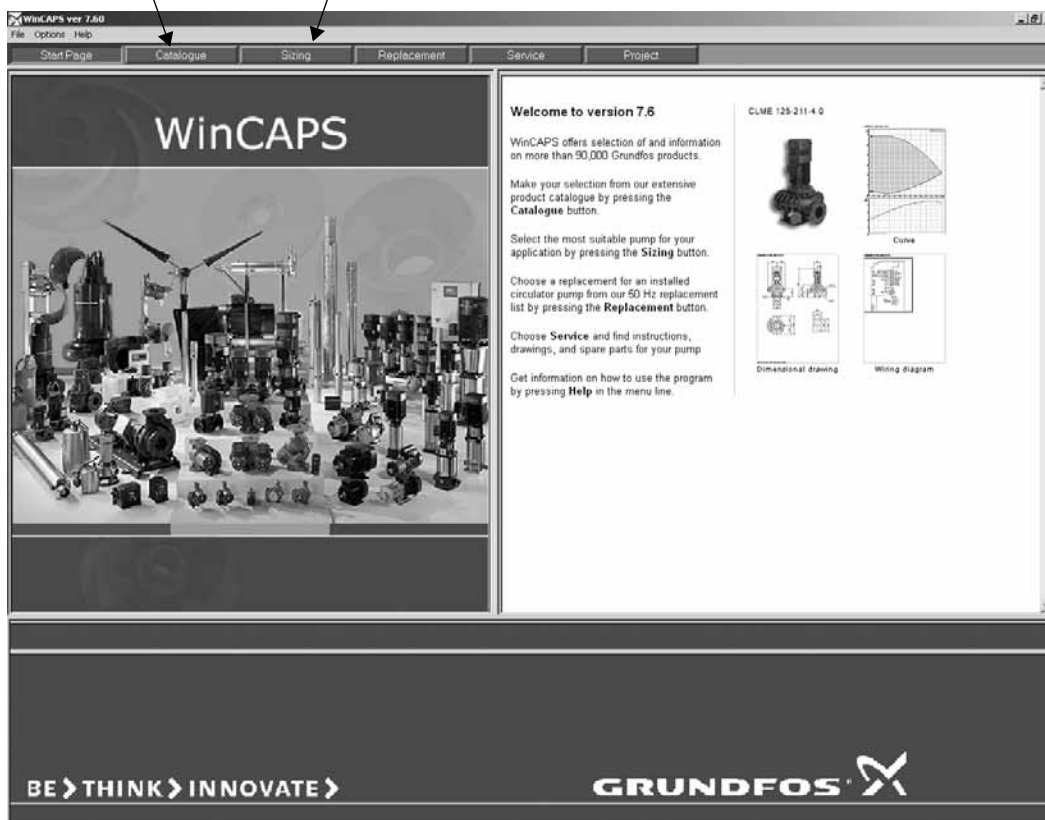 WinCAPS ver 7.60
File Options Help
Start Page Catalogue Sizing Replacement Service Project
WinCAPS
Welcome to version 7.6
WinCAPS offers selection of and information
on more than 90,000 Grundfos products.
Make your selection from our extensive
product catalogue by pressing the
Catalogue button.
Select the most suitable pump for your
application by pressing the Sizing button.
Choose a replacement for an installed
circulator pump from our 50 Hz replacement
list by pressing the Replacement button.
Choose Service and find instructions,
drawings, and spare parts for your pump
Get information on how to use the program
by pressing Help in the menu line.
CLME 125-211-4.0
Curve
Dimensional drawing
Wiring diagram
BE > THINK > INNOVATE >
GRUNDFOS